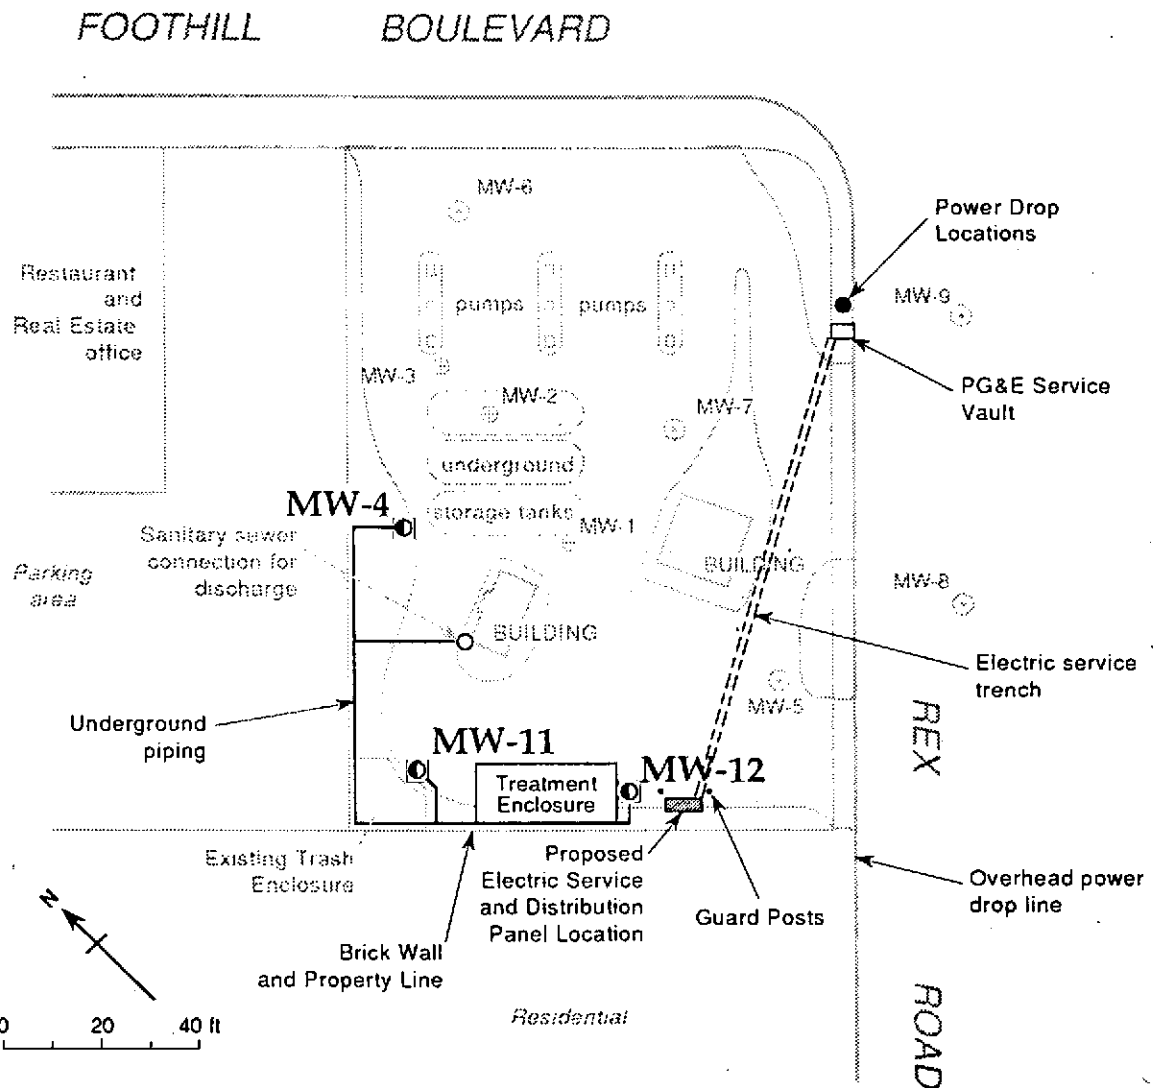 FOOTHILL BOULEVARD
MW-6
Power Drop
Locations
Restaurant
and
Real Estate
office
pumps
pumps
MW-9
MW-3
MW-2
MW-7
PG&E Service
Vault
underground
MW-4
storage tanks
Sanitary sewer
connection for
discharge
MW-1
Parking
area
BUILDING
MW-8
BUILDING
Electric service
trench
MW-5
Underground
piping
REX
MW-11
MW-12
Treatment
Enclosure
Existing Trash
Enclosure
Proposed
Electric Service
and Distribution
Panel Location
Guard Posts
Overhead power
drop line
N
Brick Wall
and Property Line
Residential
ROAD
0 20 40 ft